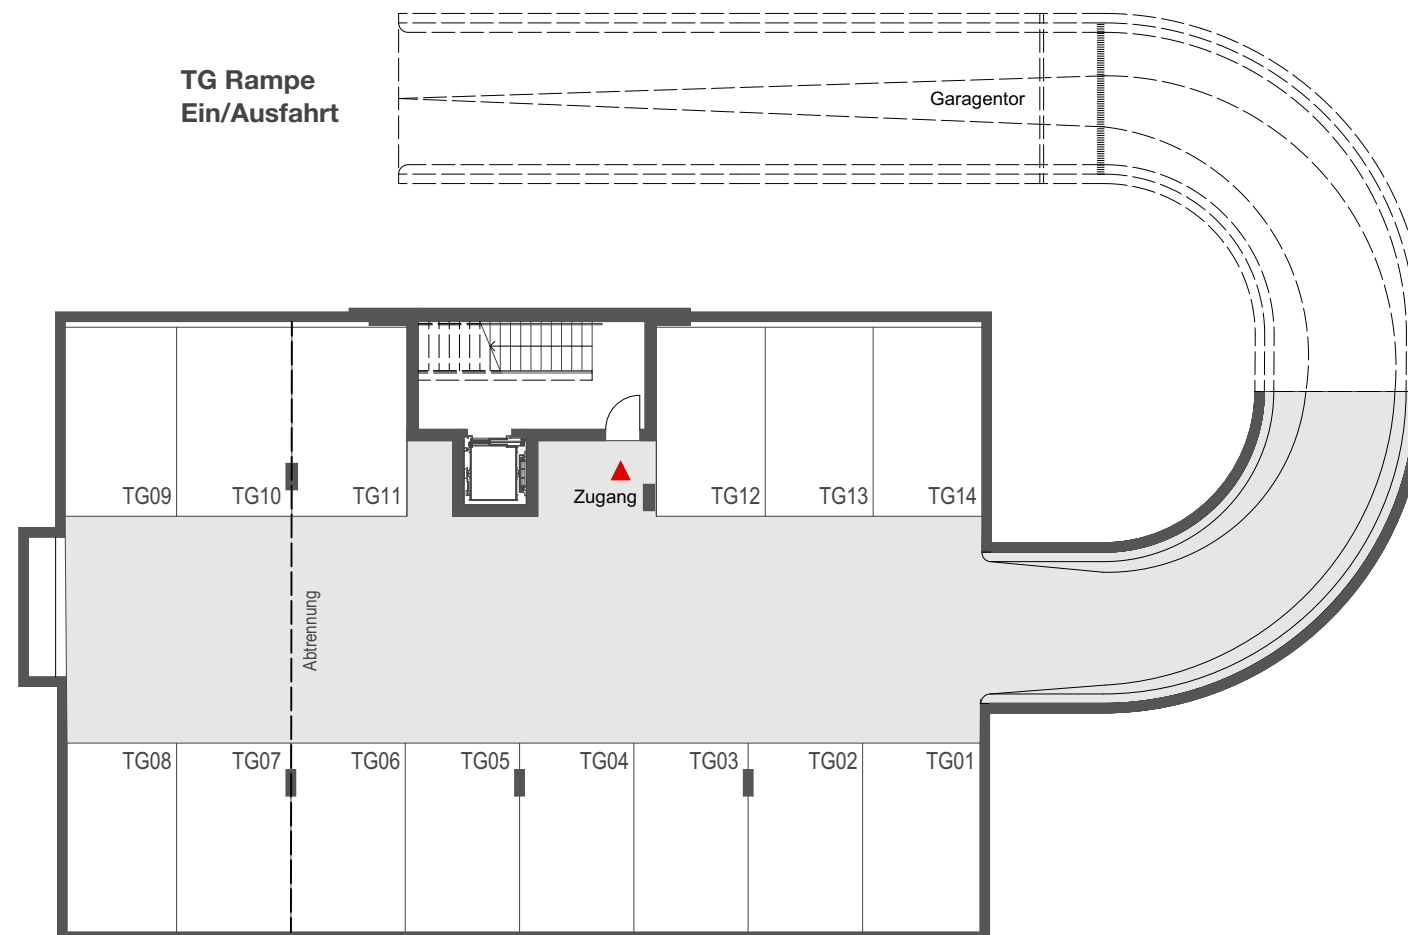 TG Rampe
Ein/Ausfahrt
Garagentor
TG09
TG10
TG11
Zugang
TG12
TG13
TG14
Abtrennung
TG08
TG07
TG06
TG05
TG04
TG03
TG02
TG01